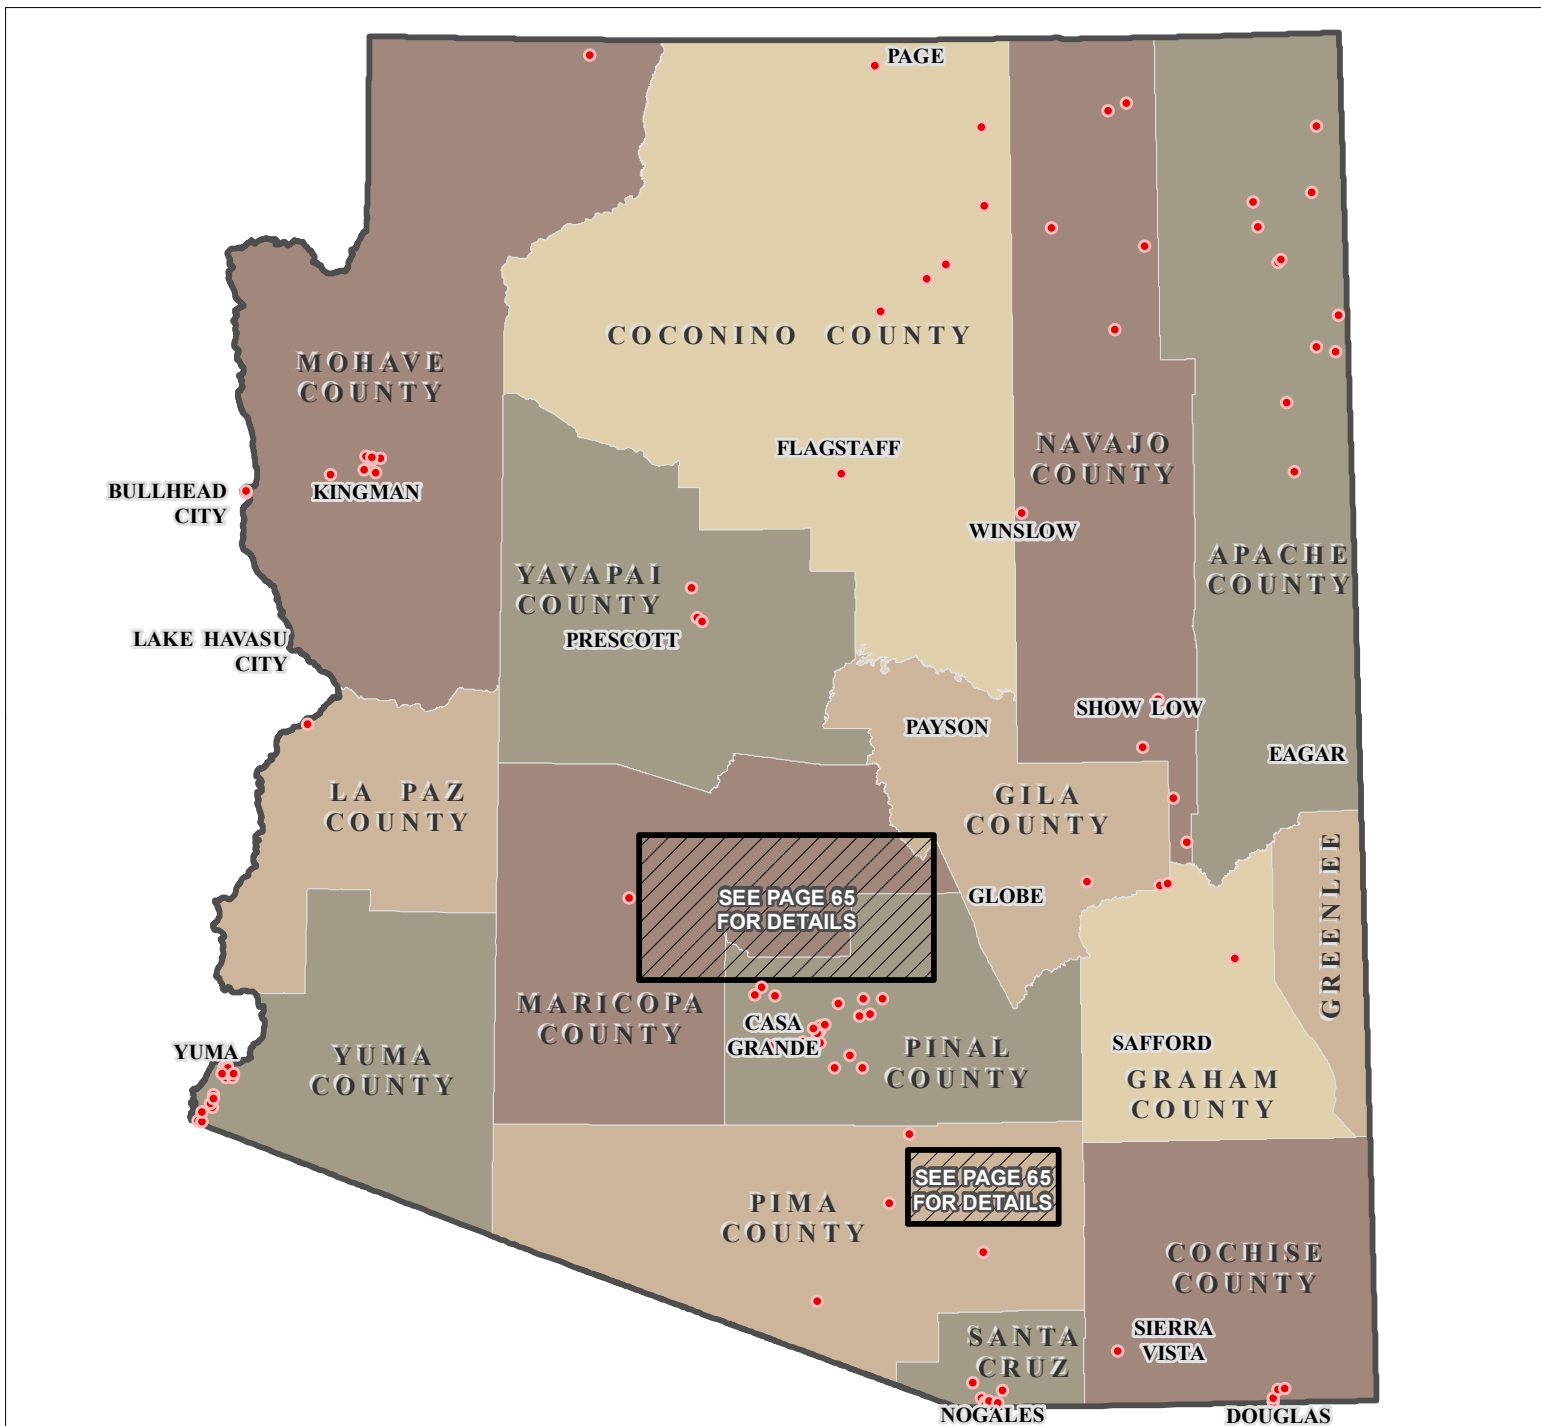 PAGE
COCONINO COUNTY
MOHAVE
COUNTY
FLAGSTAFF
NAVAJO
COUNTY
BULLHEAD
CITY
KINGMAN
WINSLOW
APACHE
COUNTY
YAVAPAI
COUNTY
PRESCOTT
LAKE HAVASU
CITY
SHOW LOW
PAYSON
EAGAR
LA PAZ
COUNTY
GILA
COUNTY
GREENLEE
SEE PAGE 65
FOR DETAILS
GLOBE
MARICOPA
COUNTY
CASA
GRANDE
PINAL
COUNTY
SAFFORD
GRAHAM
COUNTY
YUMA
YUMA
COUNTY
SEE PAGE 65
FOR DETAILS
PIMA
COUNTY
COCHISE
COUNTY
SANTA
CRUZ
SIERRA
VISTA
NOGALES
DOUGLAS